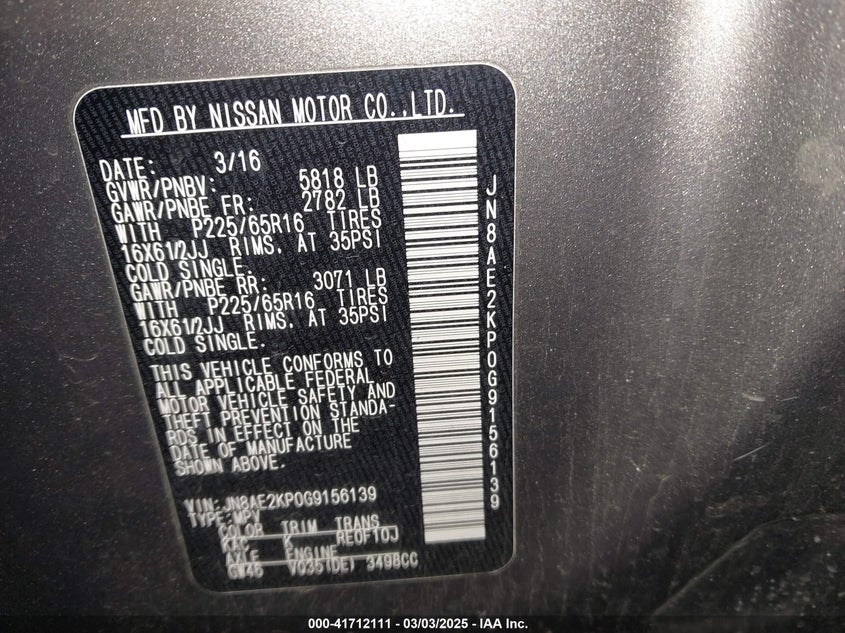 MFD BY NISSAN MOTOR CO.,LTD.
DATE: 3/16
GVWR/PNBV: 5818 LB
GAWR/PNBE FR: 2782 LB
WITH P225/65R16 TIRES
16X61/2JJ RIMS, AT 35PSI
COLD SINGLE.
GAWR/PNBE RR: 3071 LB
WITH P225/65R16 TIRES
16X61/2JJ RIMS, AT 35PSI
COLD SINGLE.
THIS VEHICLE CONFORMS TO
ALL APPLICABLE FEDERAL
MOTOR VEHICLE SAFETY AND
THEFT PREVENTION STANDA-
RDS IN EFFECT ON THE
DATE OF MANUFACTURE
SHOWN ABOVE.
VIN:JN8AE2KP0G9156139
TYPE:MPV
COLOR TRIM TRANS
K REOF10J
AXLE ENGINE
GW46 VQ35(DE) 3498CC
JN8AE2KP0G9156139
000-41712111 — 03/03/2025 — IAA Inc.